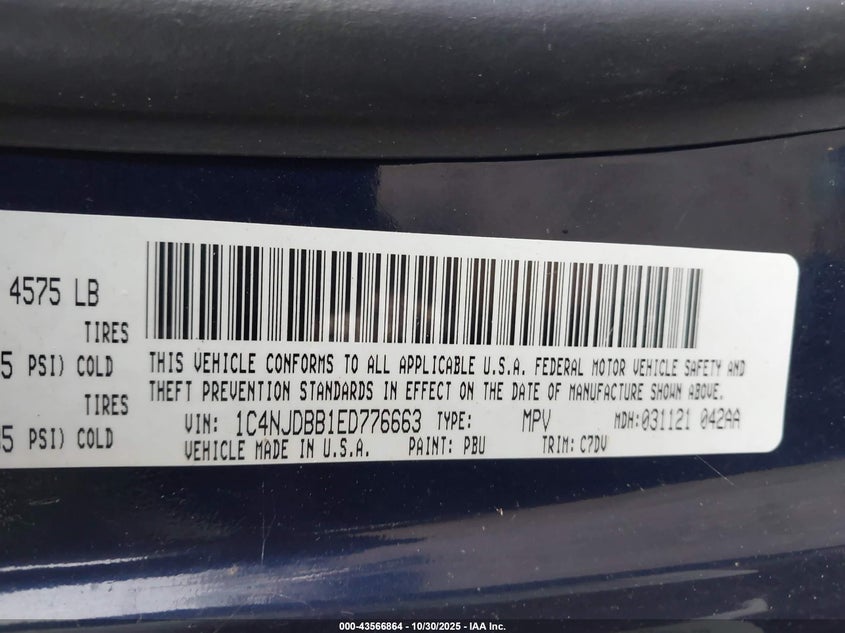 4575 LB
TIRES
5 PSI) COLD
TIRES
35 PSI) COLD
THIS VEHICLE CONFORMS TO ALL APPLICABLE U.S.A. FEDERAL MOTOR VEHICLE SAFETY AND
THEFT PREVENTION STANDARDS IN EFFECT ON THE DATE OF MANUFACTURE SHOWN ABOVE.
VIN: 1C4NJDBB1ED776663 TYPE: MPV MDH:031121 042AA
VEHICLE MADE IN U.S.A. PAINT: PBU TRIM: C7DV
000-43566864 - 10/30/2025 - IAA Inc.